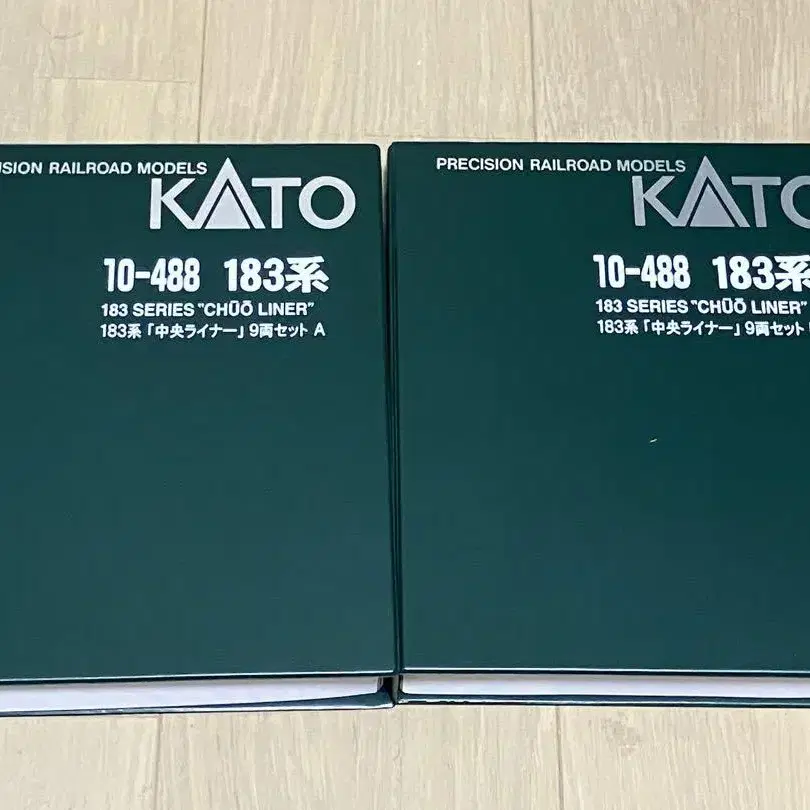 ISION RAILROAD MODELS
KATO
10-488 183系
183 SERIES "CHŪŌ LINER"
183系「中央ライナー」9両セット A
PRECISION RAILROAD MODELS
KATO
10-488 183系
183 SERIES "CHŪŌ LINER"
183系「中央ライナー」9両セット